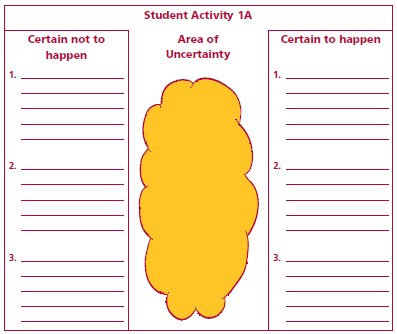 Student Activity 1A
Certain not to
happen
Area of
Uncertainty
Certain to happen
1.
1.
2.
2.
3.
3.